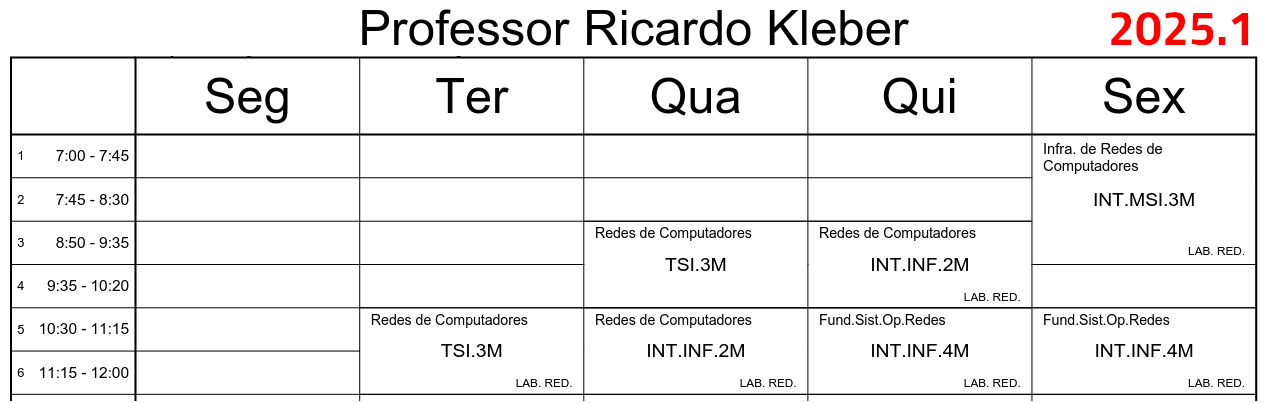 Professor Ricardo Kleber 2025.1
Seg Ter Qua Qui Sex
1 7:00 - 7:45
Infra. de Redes de
Computadores
INT.MSI.3M
LAB. RED.
2 7:45 - 8:30
3 8:50 - 9:35
Redes de Computadores
TSI.3M
Redes de Computadores
INT.INF.2M
LAB. RED.
4 9:35 - 10:20
5 10:30 - 11:15
Redes de Computadores
TSI.3M
LAB. RED.
Redes de Computadores
INT.INF.2M
LAB. RED.
Fund.Sist.Op.Redes
INT.INF.4M
LAB. RED.
Fund.Sist.Op.Redes
INT.INF.4M
LAB. RED.
6 11:15 - 12:00